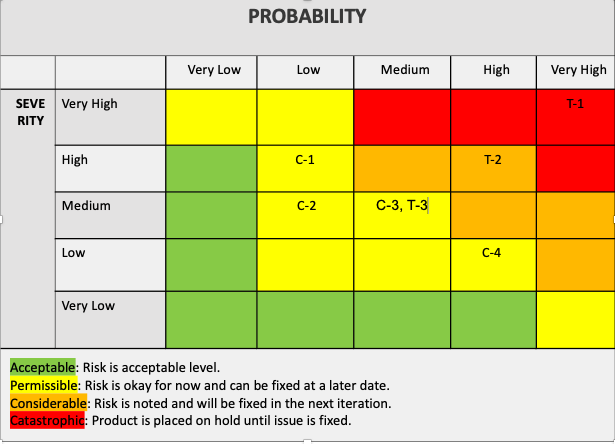 PROBABILITY
Very Low Low Medium High Very High
SEVE
RITY
Very High T-1
High C-1 T-2
Medium C-2 C-3, T-3
Low C-4
Very Low
Acceptable: Risk is acceptable level.
Permissible: Risk is okay for now and can be fixed at a later date.
Considerable: Risk is noted and will be fixed in the next iteration.
Catastrophic: Product is placed on hold until issue is fixed.